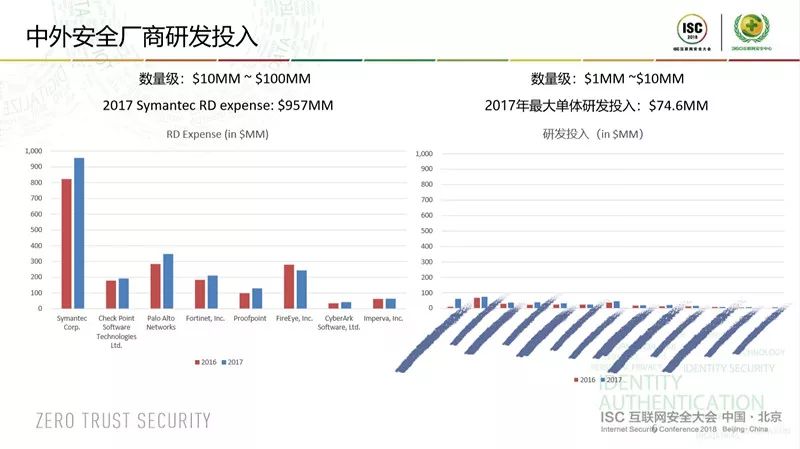 中外安全厂商研发投入
ISC
2018
ISC互联网安全大会
360互联网安全中心
数量级：$10MM ~ $100MM
2017 Symantec RD expense: $957MM
RD Expense (in $MM)
1,000
900
800
700
600
500
400
300
200
100
0
Symantec Corp.
Check Point Software Technologies Ltd.
Palo Alto Networks
Fortinet, Inc.
Proofpoint
FireEye, Inc.
CyberArk Software, Ltd.
Imperva, Inc.
2016 2017
数量级：$1MM ~$10MM
2017年最大单体研发投入：$74.6MM
研发投入（in $MM）
1,000
900
800
700
600
500
400
300
200
100
0
2016 2017
IDENTITY SECURITY
IDENTITY
AUTHENTICATION
ZERO TRUST SECURITY
ISC 互联网安全大会 中国·北京
Internet Security Conference 2018 Beijing·China